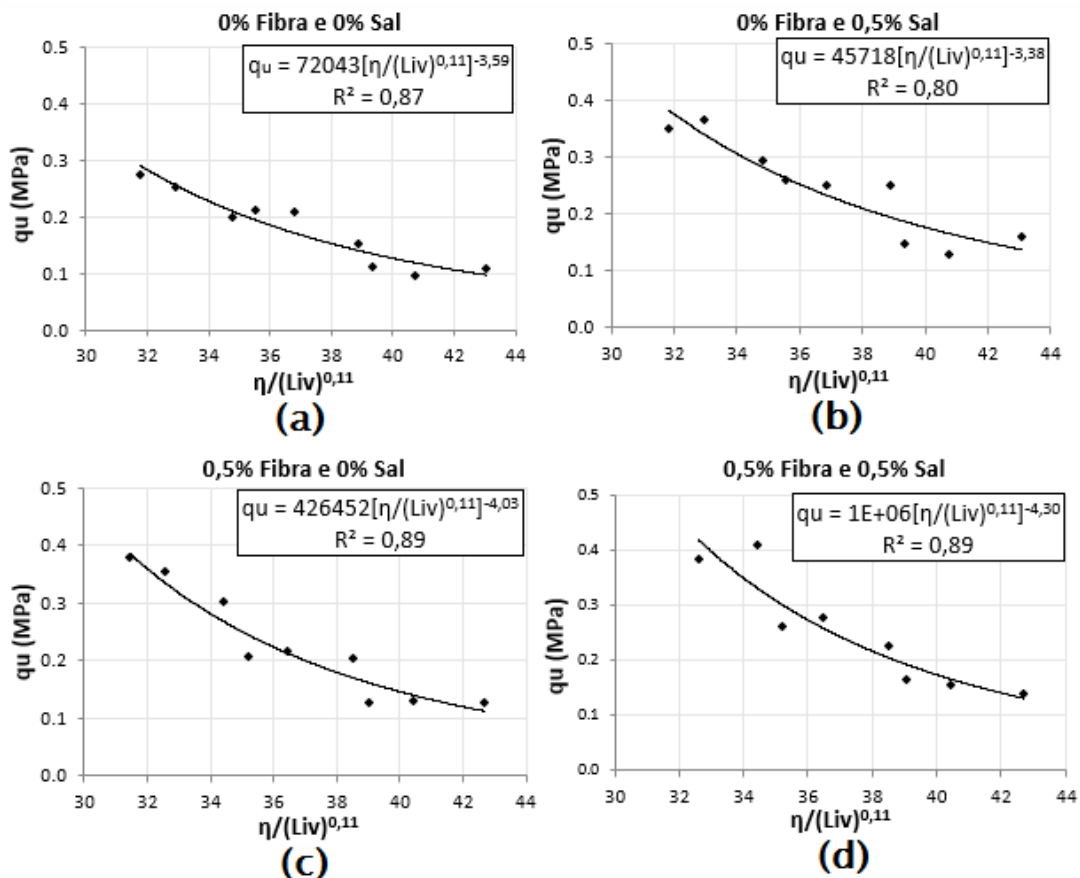 0% Fibra e 0% Sal
qu = 72043[η/(Liv)^0,11]^-3,59
R² = 0,87
qu (MPa)
0.5
0.4
0.3
0.2
0.1
0.0
30 32 34 36 38 40 42 44
η/(Liv)^0,11
(a)
0% Fibra e 0,5% Sal
qu = 45718[η/(Liv)^0,11]^-3,38
R² = 0,80
qu (MPa)
0.5
0.4
0.3
0.2
0.1
0.0
30 32 34 36 38 40 42 44
η/(Liv)^0,11
(b)
0,5% Fibra e 0% Sal
qu = 426452[η/(Liv)^0,11]^-4,03
R² = 0,89
qu (MPa)
0.5
0.4
0.3
0.2
0.1
0.0
30 32 34 36 38 40 42 44
η/(Liv)^0,11
(c)
0,5% Fibra e 0,5% Sal
qu = 1E+06[η/(Liv)^0,11]^-4,30
R² = 0,89
qu (MPa)
0.5
0.4
0.3
0.2
0.1
0.0
30 32 34 36 38 40 42 44
η/(Liv)^0,11
(d)